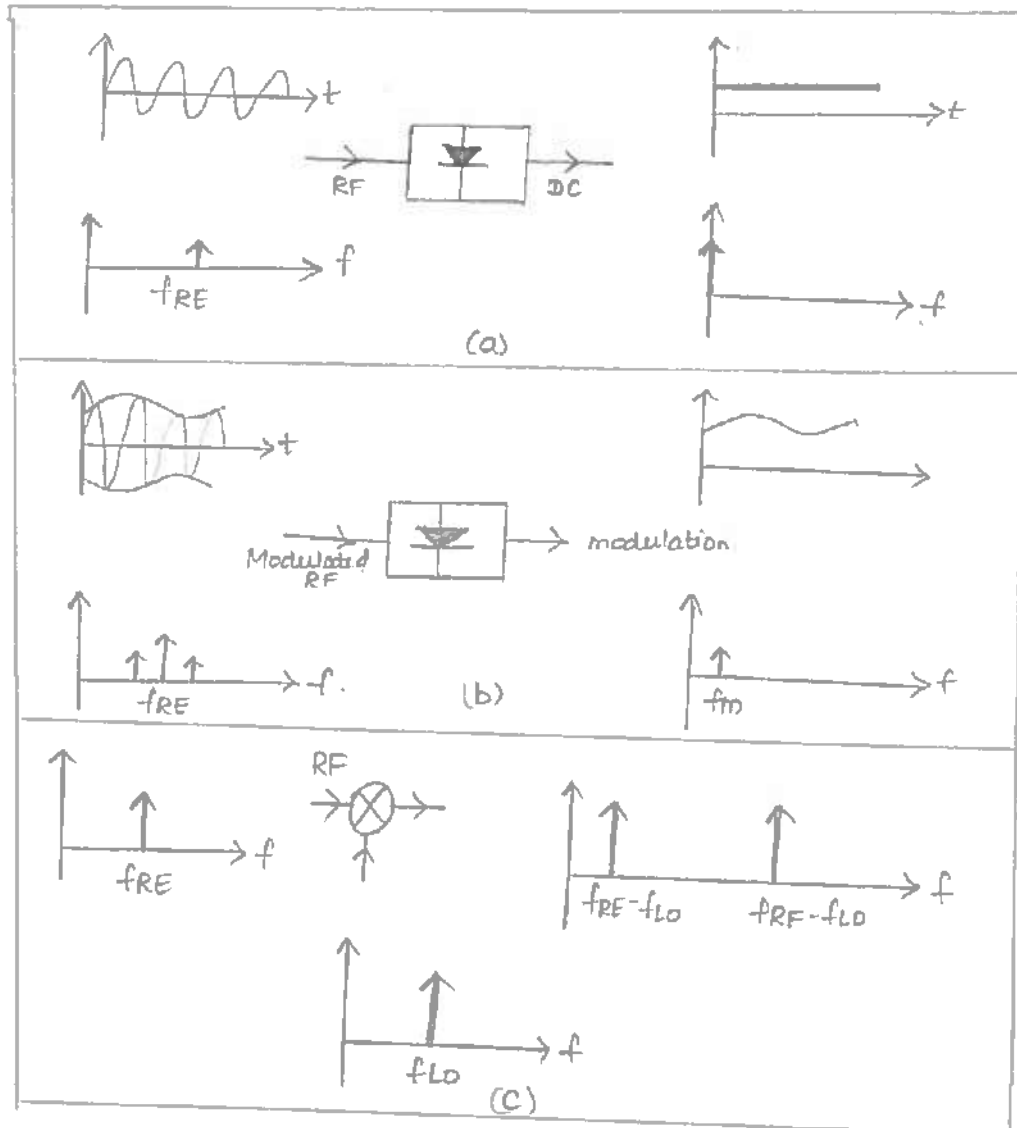 t
t
RF
DC
f
fRE
f
(a)
t
Modulated
RF
modulation
f
fRE
(b)
f
fm
RF
f
fRE
f
fRE-fLO
fRF-fLO
f
fLO
(C)